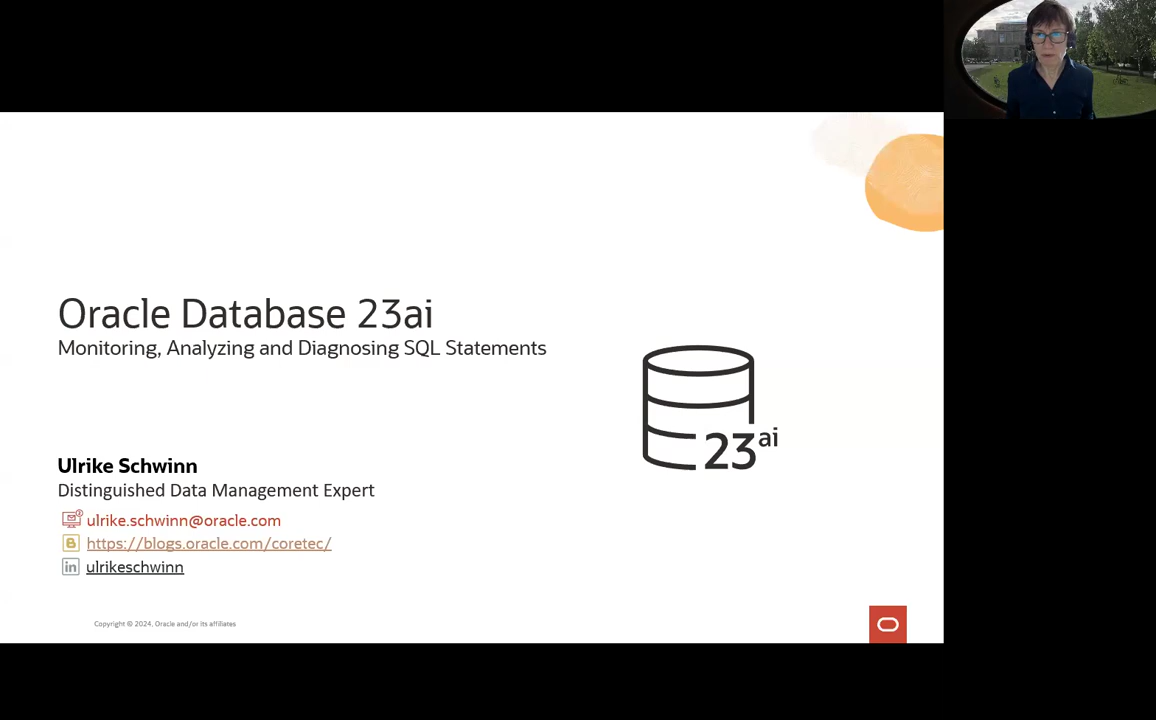 Oracle Database 23ai
Monitoring, Analyzing and Diagnosing SQL Statements
23ai
Ulrike Schwinn
Distinguished Data Management Expert
ulrike.schwinn@oracle.com
B https://blogs.oracle.com/coretec/
in ulrikeschwinn
Copyright © 2024, Oracle and/or its affiliates